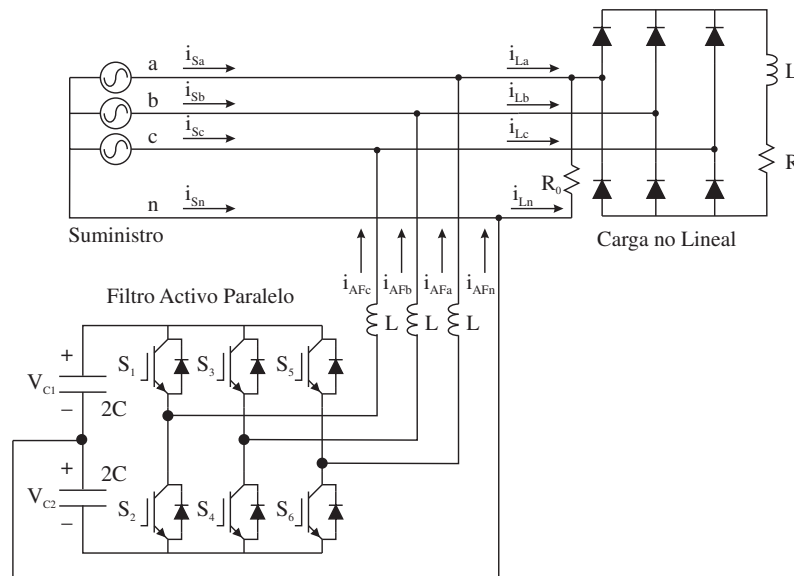 a
i_Sa
i_La
b
i_Sb
i_Lb
c
i_Sc
i_Lc
L
R
R_0
n
i_Sn
i_Ln
Suministro
Carga no Lineal
i_AFc
i_AFb
i_AFa
i_AFn
Filtro Activo Paralelo
L
L
L
+
V_C1
−
2C
S_1
S_3
S_5
+
V_C2
−
2C
S_2
S_4
S_6